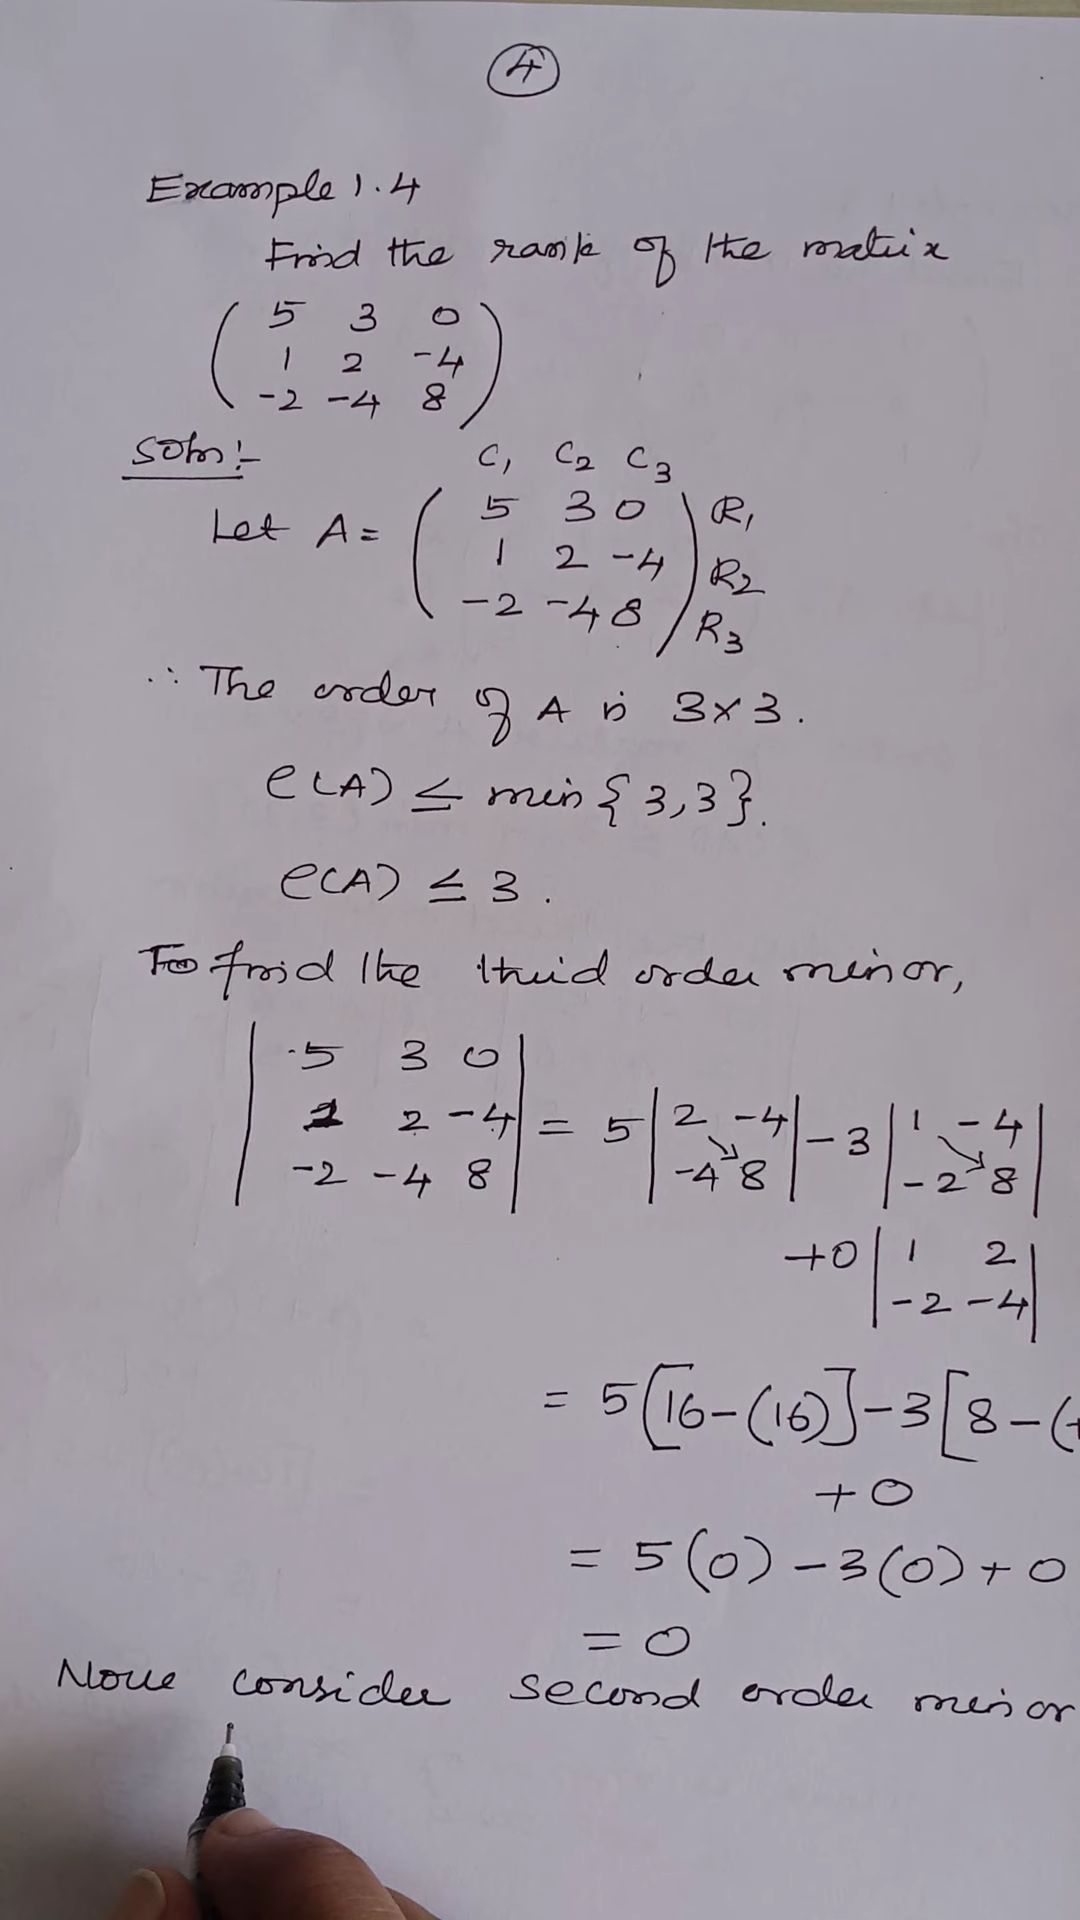 4
Example 1.4
Find the rank of the matrix
5 3 0
1 2 -4
-2 -4 8
Soln:-
C1 C2 C3
Let A = ( 5 3 0 ) R1
1 2 -4 R2
-2 -4 8 R3
∴ The order of A is 3×3.
ρ(A) ≤ min {3,3}.
ρ(A) ≤ 3.
To find the third order minor,
| 5 3 0 |
| 1 2 -4 | = 5 | 2 -4 | - 3 | 1 -4 |
| -2 -4 8 | | -4 8 | | -2 8 |
+0 | 1 2 |
| -2 -4 |
= 5[16-(16)]-3[8-(+
+0
= 5(0) - 3(0) + 0
= 0
Now consider second order minor